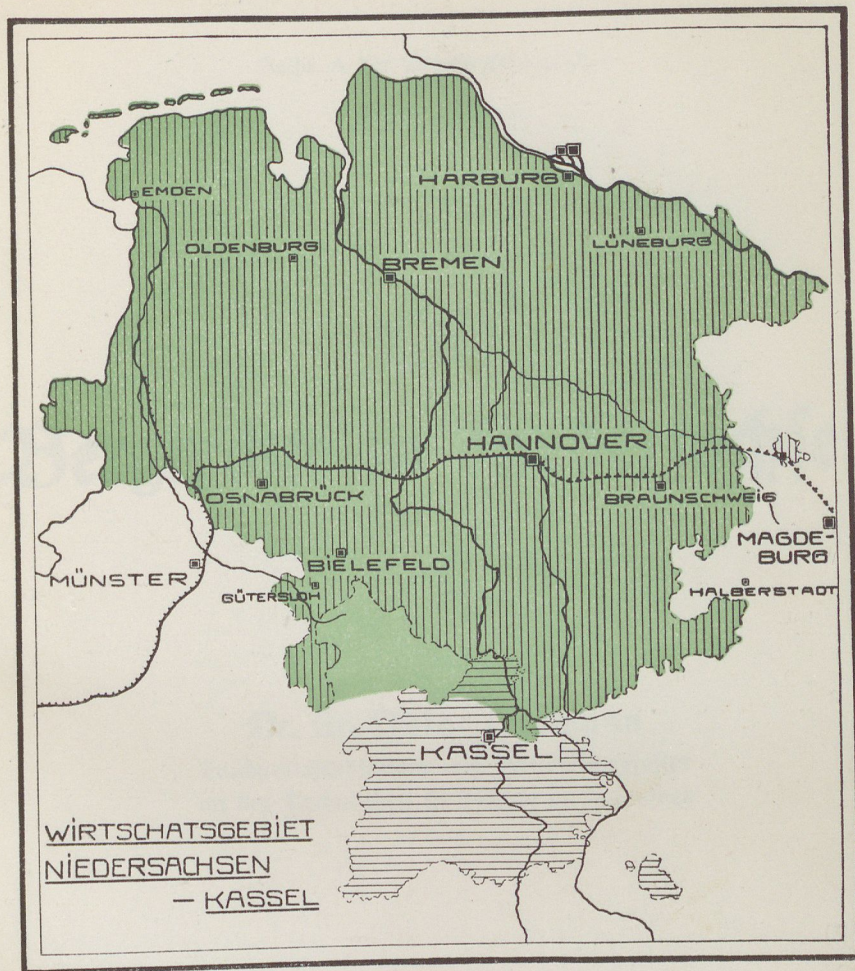 EMDEN
HARBURG
OLDENBURG
LÜNEBURG
BREMEN
HANNOVER
OSNABRÜCK
BRAUNSCHWEIG
MAGDE-
BURG
MÜNSTER
BIELEFELD
GÜTERSLOH
HALBERSTADT
KASSEL
WIRTSCHATSGEBIET
NIEDERSACHSEN
– KASSEL